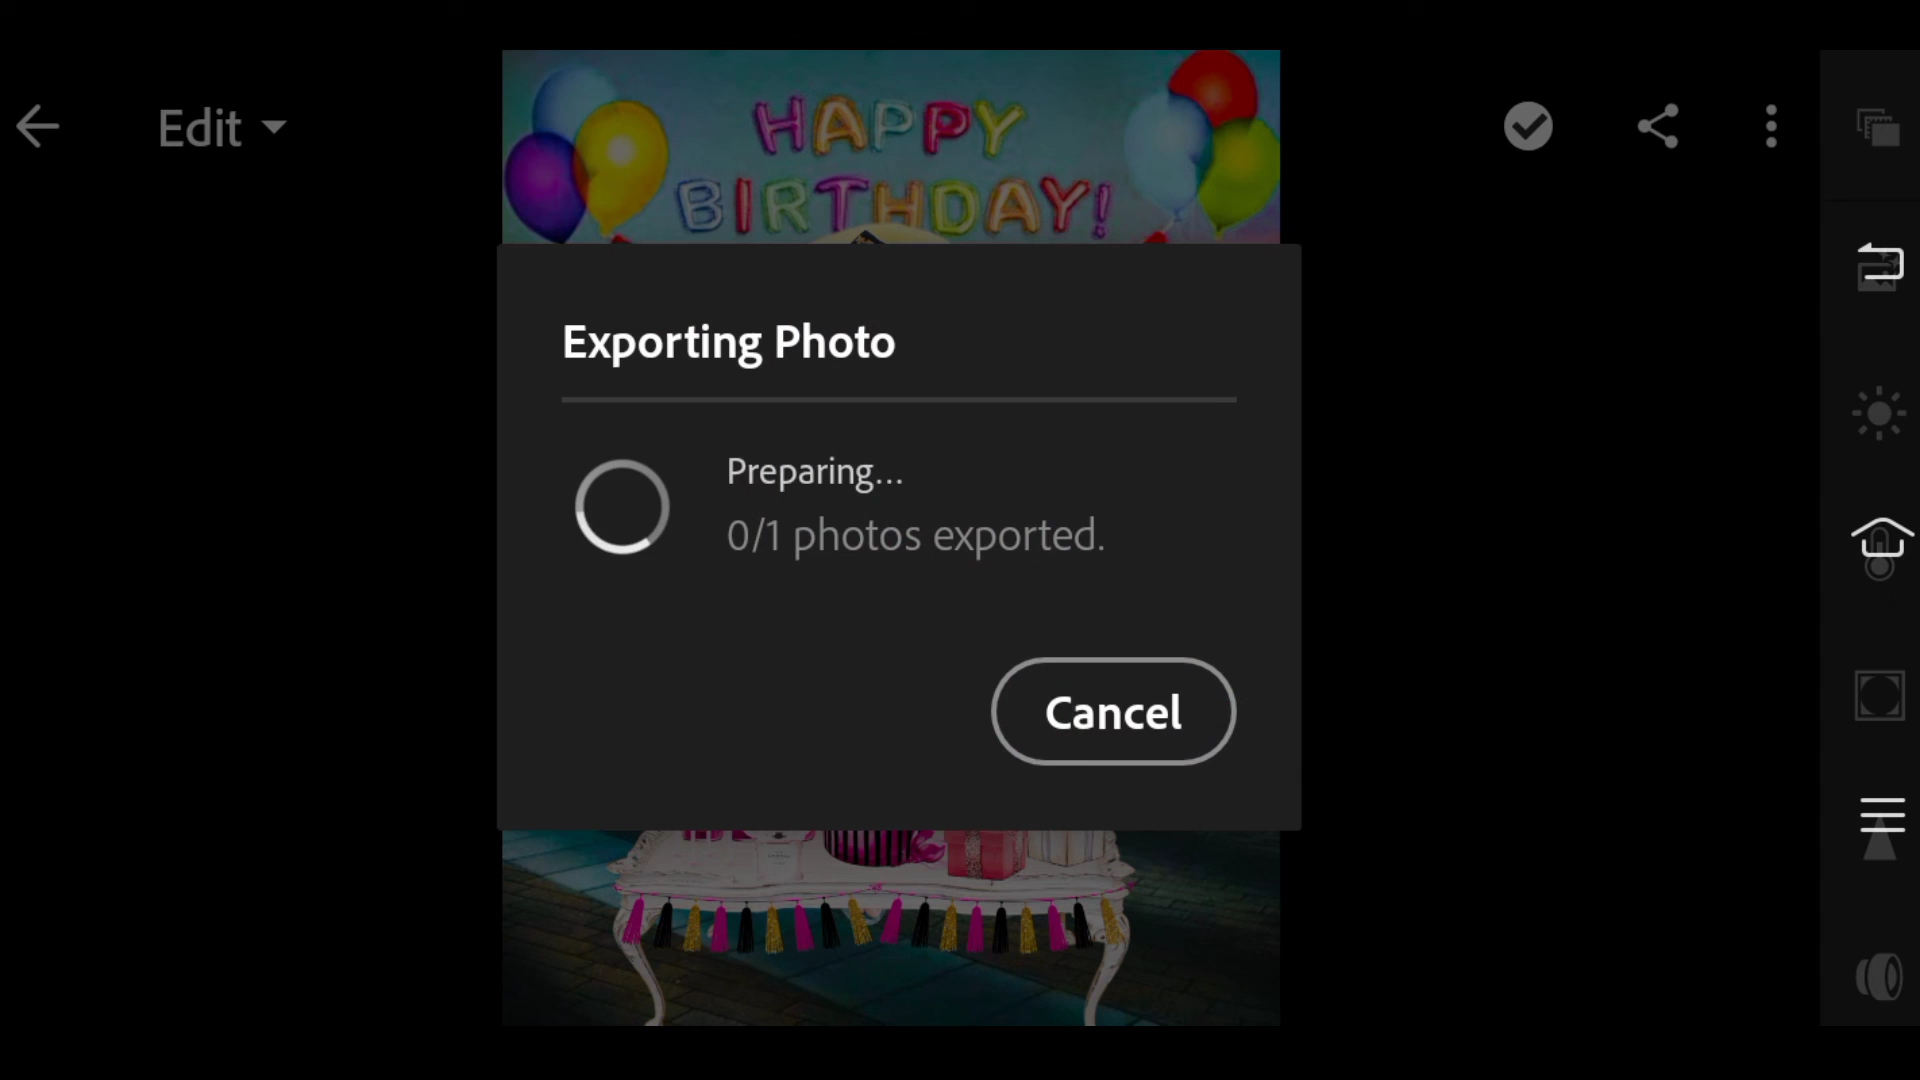 Edit
HAPPY
BIRTHDAY!
Exporting Photo
Preparing...
0/1 photos exported.
Cancel